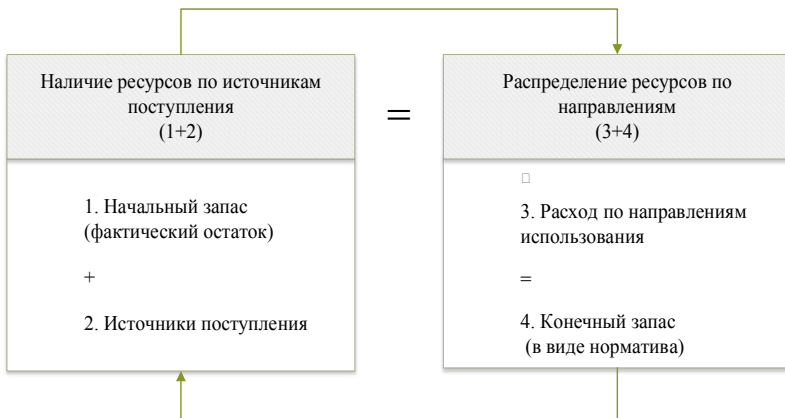 Наличие ресурсов по источникам
поступления
(1+2)
=
Распределение ресурсов по
направлениям
(3+4)
1. Начальный запас
(фактический остаток)
+
2. Источники поступления
3. Расход по направлениям
использования
=
4. Конечный запас
(в виде норматива)